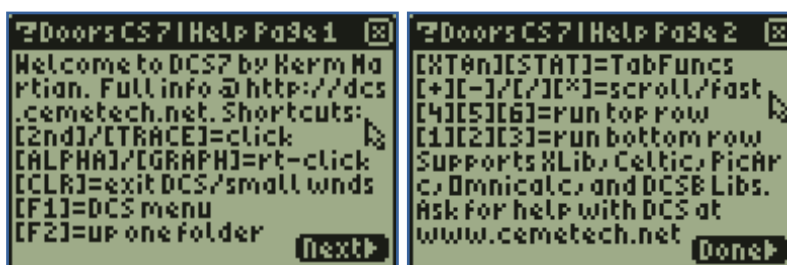 ?Doors CS 7 | Help Page 1
Welcome to DCS7 by Kerm Ma
rtian. Full info @ http://dcs
.cemetech.net. Shortcuts:
[2nd]/[TRACE]=click
[ALPHA]/[GRAPH]=rt-click
[CLR]=exit DCS/small wnds
[F1]=DCS menu
[F2]=up one folder
Next
?Doors CS 7 | Help Page 2
[XTθn][STAT]=TabFuncs
[+][-]/[/][*]=scroll/fast
[4][5][6]=run top row
[1][2][3]=run bottom row
Supports XLib, Celtic, PicAr
c, Omnicalc, and DCSB Libs.
Ask for help with DCS at
www.cemetech.net
Done